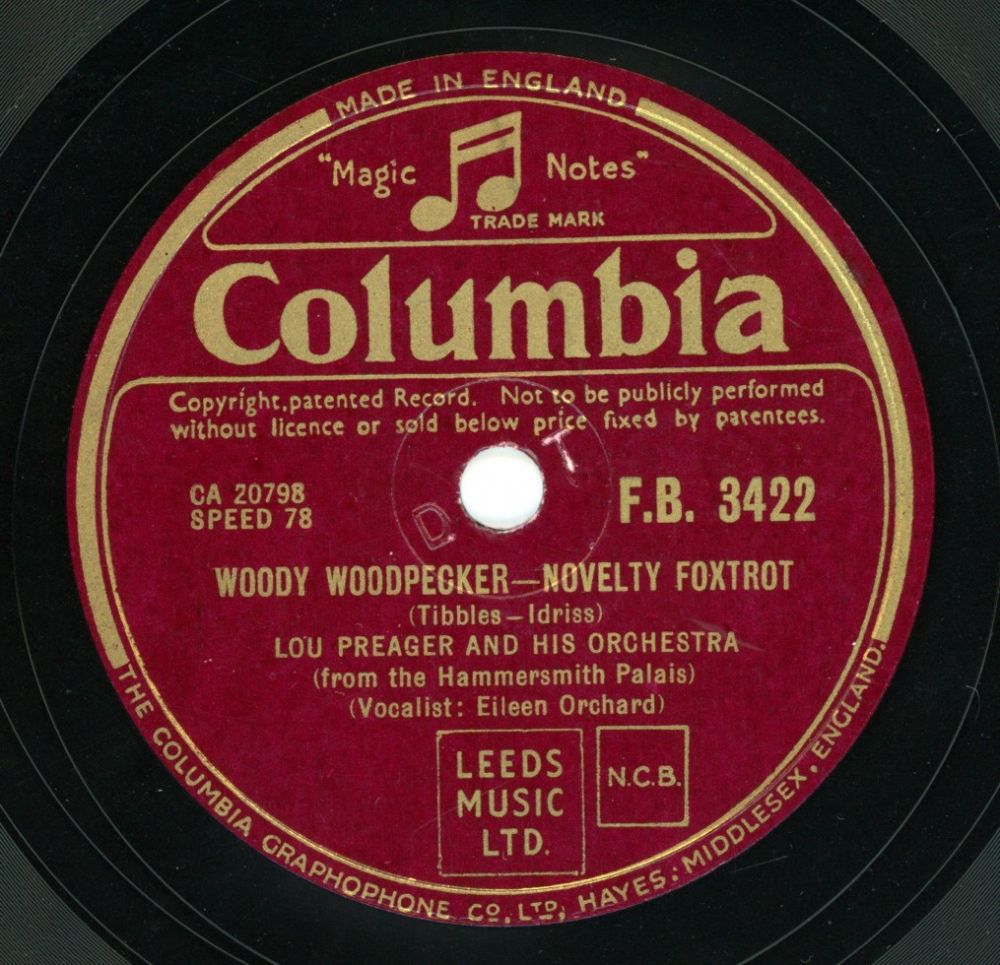 MADE IN ENGLAND
"Magic Notes"
TRADE MARK
Columbia
Copyright, patented Record. Not to be publicly performed
without licence or sold below price fixed by patentees.
D T
CA 20798
SPEED 78
F.B. 3422
WOODY WOODPECKER—NOVELTY FOXTROT
(Tibbles – Idriss)
LOU PREAGER AND HIS ORCHESTRA
(from the Hammersmith Palais)
(Vocalist: Eileen Orchard)
LEEDS
MUSIC
LTD.
N.C.B.
THE COLUMBIA GRAPHOPHONE CO. LTD, HAYES: MIDDLESEX, ENGLAND.